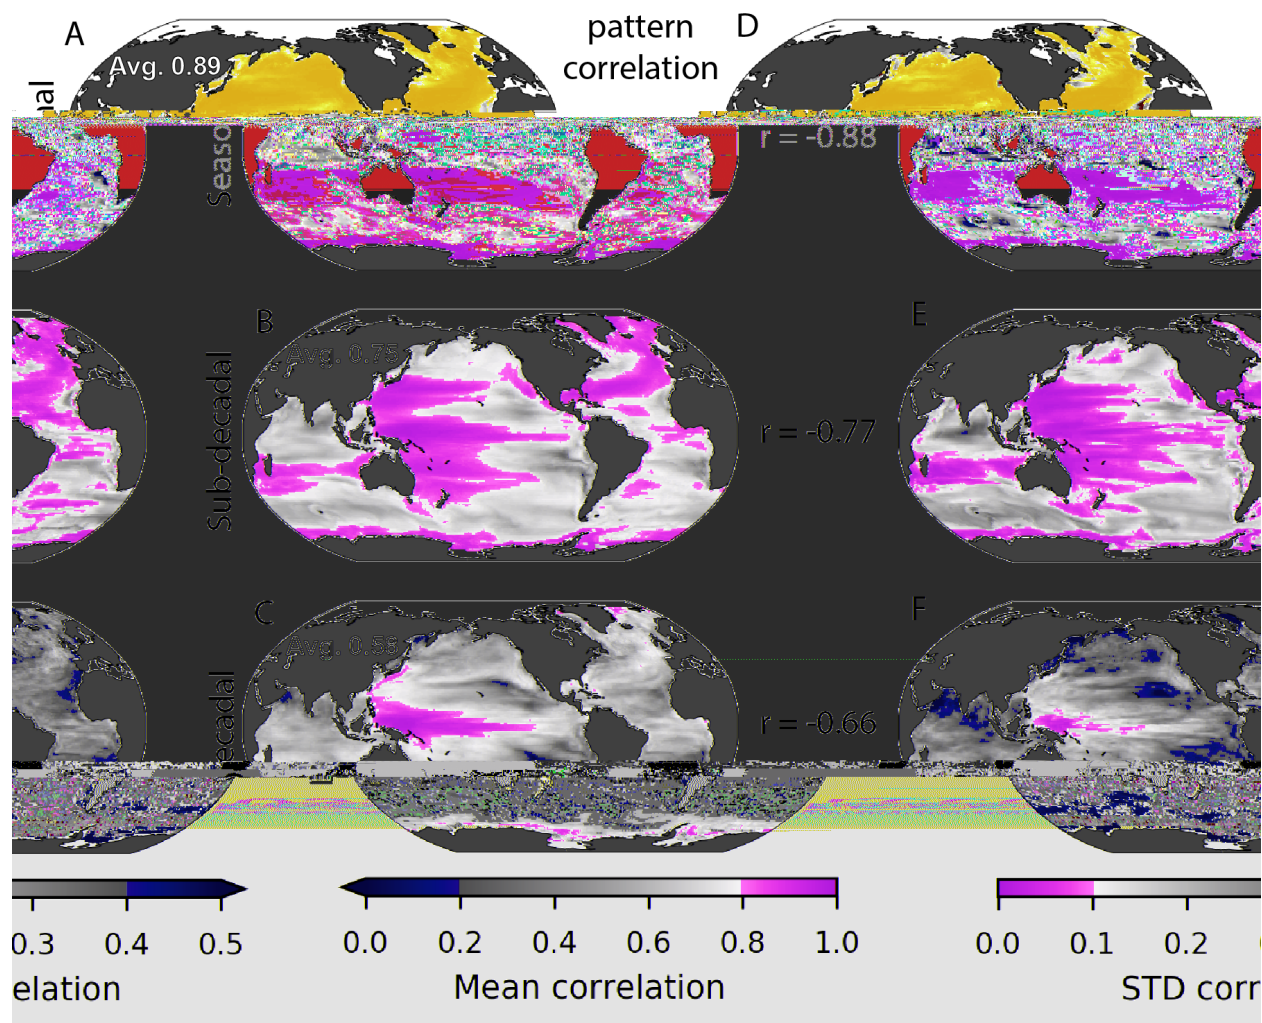 A
pattern
correlation
D
Avg. 0.89
Seaso nal
r = -0.88
B
E
Avg. 0.75
Sub-decadal
r = -0.77
C
F
Avg. 0.58
ecadal
r = -0.66
0.3 0.4 0.5
0.0 0.2 0.4 0.6 0.8 1.0
0.0 0.1 0.2
elation
Mean correlation
STD corr